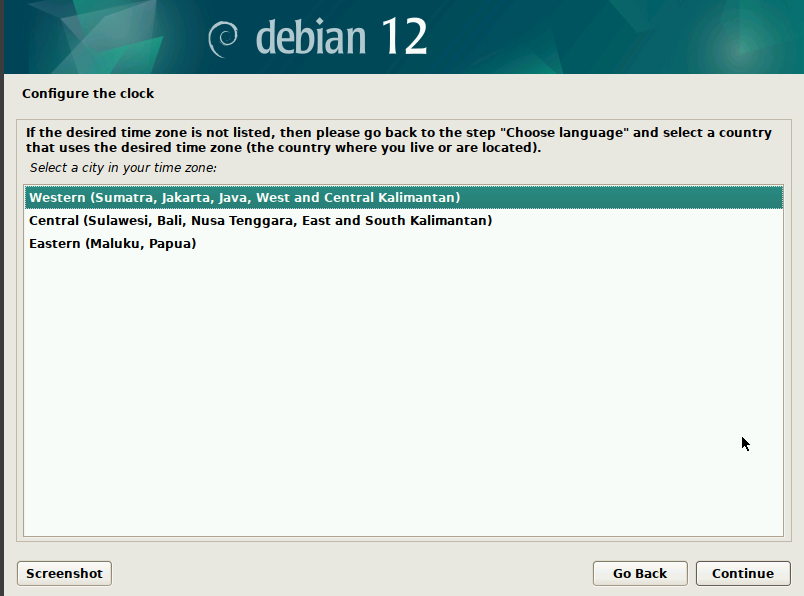 debian 12
Configure the clock
If the desired time zone is not listed, then please go back to the step "Choose language" and select a country
that uses the desired time zone (the country where you live or are located).
Select a city in your time zone:
Western (Sumatra, Jakarta, Java, West and Central Kalimantan)
Central (Sulawesi, Bali, Nusa Tenggara, East and South Kalimantan)
Eastern (Maluku, Papua)
Screenshot
Go Back
Continue